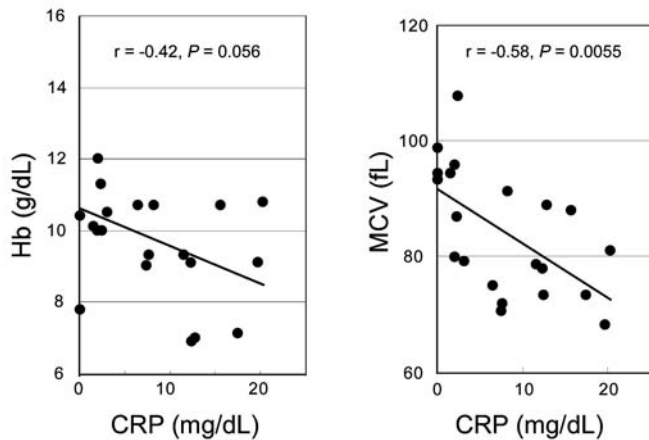 r = -0.42, P = 0.056
16
14
12
10
8
6
Hb (g/dL)
0
10
20
CRP (mg/dL)
r = -0.58, P = 0.0055
120
100
80
60
MCV (fL)
0
10
20
CRP (mg/dL)